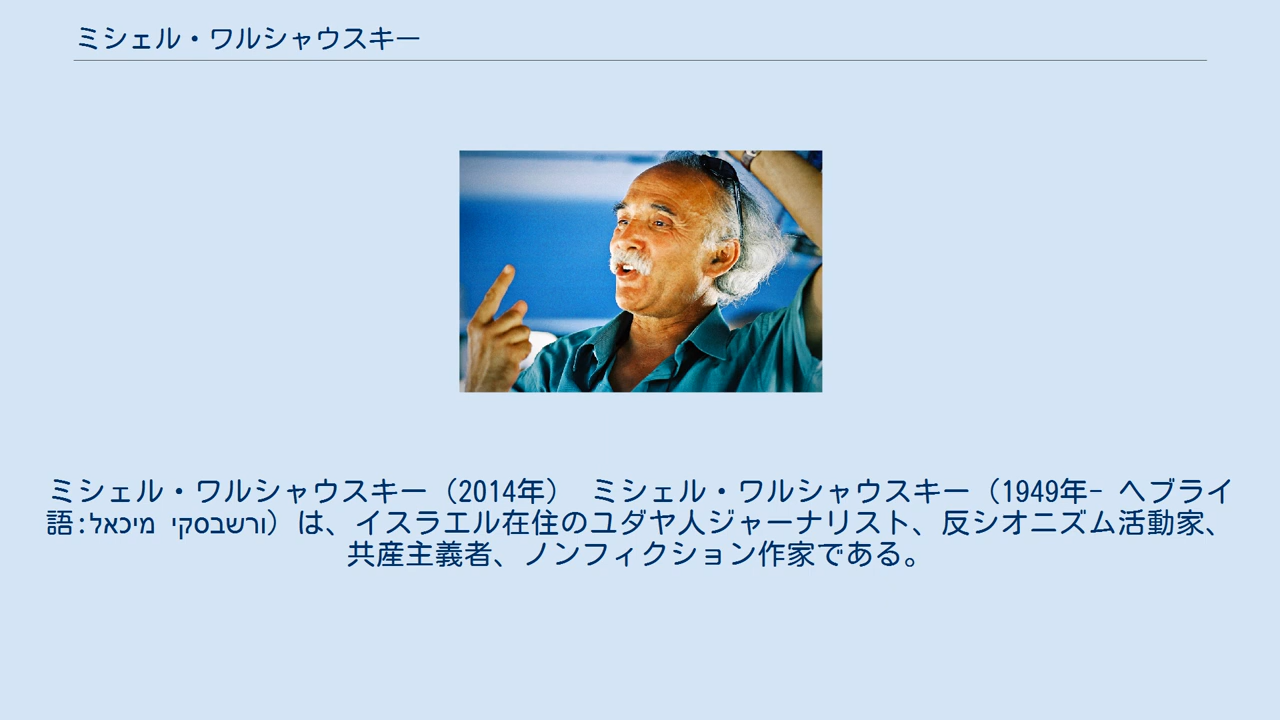 ミシェル・ワルシャウスキー
ミシェル・ワルシャウスキー（2014年） ミシェル・ワルシャウスキー（1949年- ヘブライ
語:מיכאל ורשבסקי）は、イスラエル在住のユダヤ人ジャーナリスト、反シオニズム活動家、
共産主義者、ノンフィクション作家である。